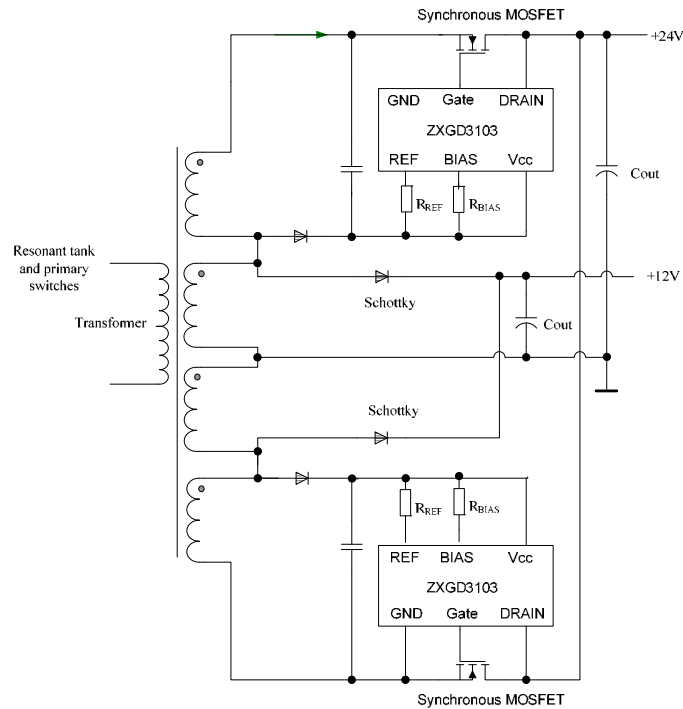 Synchronous MOSFET
+24V
GND Gate DRAIN
ZXGD3103
REF BIAS Vcc
RREF
RBIAS
Cout
Resonant tank
and primary
switches
Transformer
Schottky
+12V
Cout
Schottky
RREF
RBIAS
REF BIAS Vcc
ZXGD3103
GND Gate DRAIN
Synchronous MOSFET